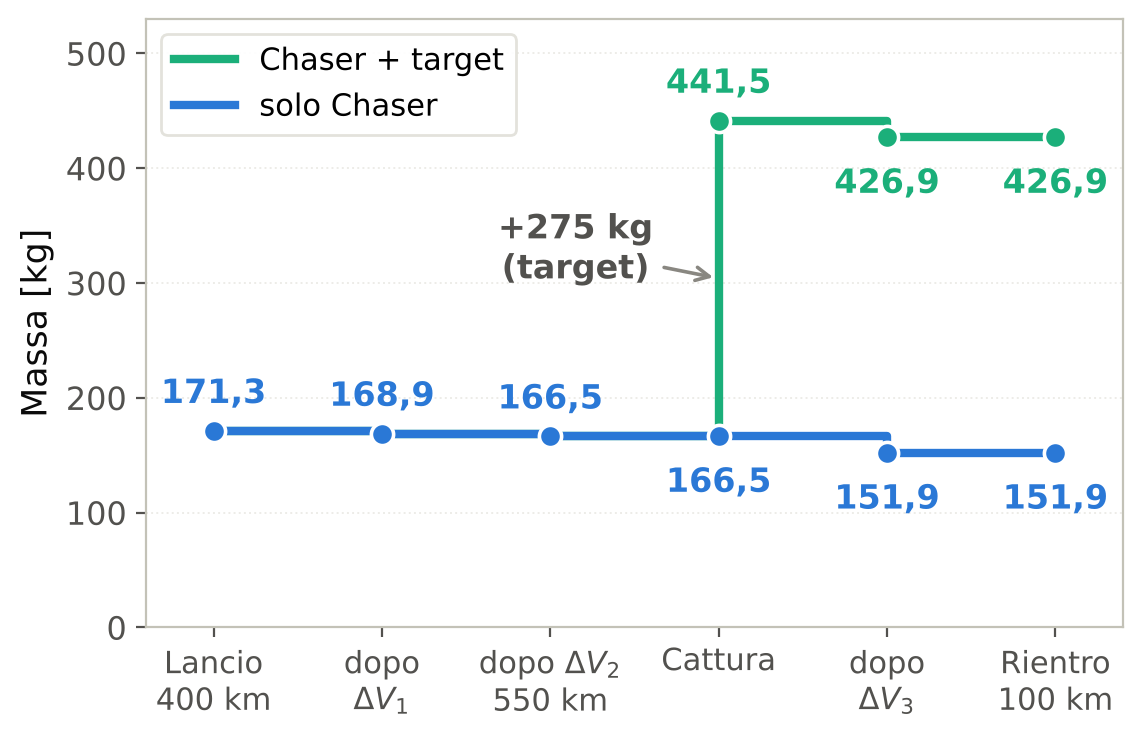 Chaser + target
solo Chaser
Massa [kg]
500
400
300
200
100
0
441,5
426,9
426,9
+275 kg
(target)
171,3
168,9
166,5
166,5
151,9
151,9
Lancio
400 km
dopo
ΔV₁
dopo ΔV₂
550 km
Cattura
dopo
ΔV₃
Rientro
100 km